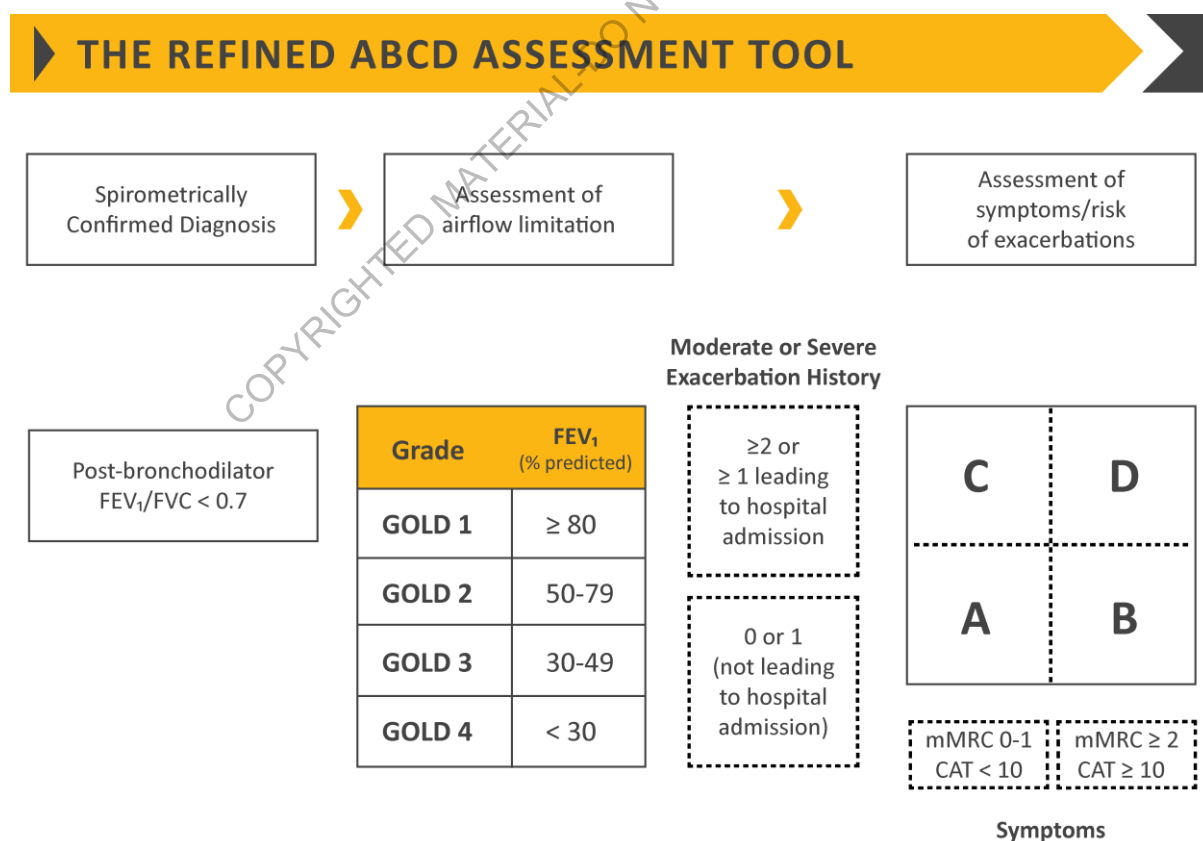 THE REFINED ABCD ASSESSMENT TOOL
COPYRIGHTED MATERIAL-DO N
Spirometrically
Confirmed Diagnosis
Assessment of
airflow limitation
Assessment of
symptoms/risk
of exacerbations
Post-bronchodilator
FEV₁/FVC < 0.7
Grade
FEV₁
(% predicted)
GOLD 1
≥ 80
GOLD 2
50-79
GOLD 3
30-49
GOLD 4
< 30
Moderate or Severe
Exacerbation History
≥2 or
≥ 1 leading
to hospital
admission
0 or 1
(not leading
to hospital
admission)
C
D
A
B
mMRC 0-1
CAT < 10
mMRC ≥ 2
CAT ≥ 10
Symptoms